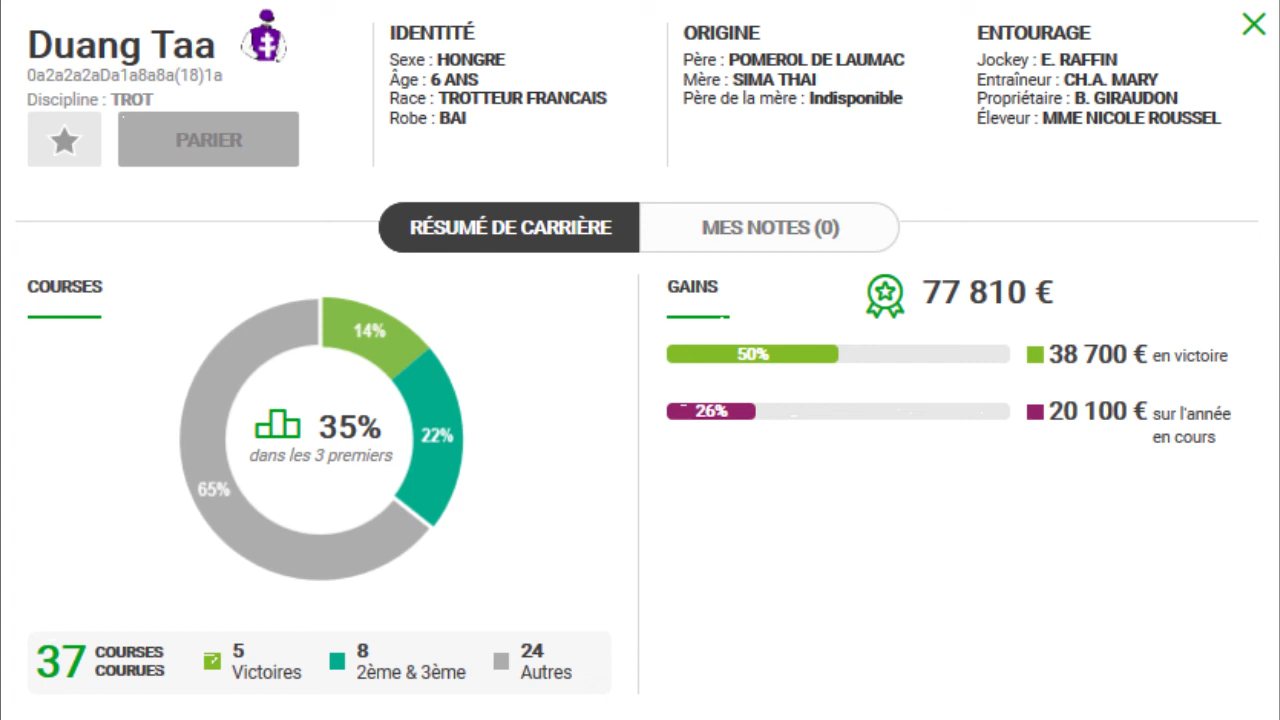 Duang Taa
0a2a2a2aDa1a8a8a(18)1a
Discipline : TROT
PARIER
IDENTITÉ
Sexe : HONGRE
Âge : 6 ANS
Race : TROTTEUR FRANCAIS
Robe : BAI
ORIGINE
Père : POMEROL DE LAUMAC
Mère : SIMA THAI
Père de la mère : Indisponible
ENTOURAGE
Jockey : E. RAFFIN
Entraîneur : CH.A. MARY
Propriétaire : B. GIRAUDON
Éleveur : MME NICOLE ROUSSEL
RÉSUMÉ DE CARRIÈRE
MES NOTES (0)
COURSES
14%
22%
65%
35%
dans les 3 premiers
37 COURSES COURUES
5 Victoires
8 2ème & 3ème
24 Autres
GAINS
77 810 €
50%
38 700 € en victoire
26%
20 100 € sur l'année
en cours